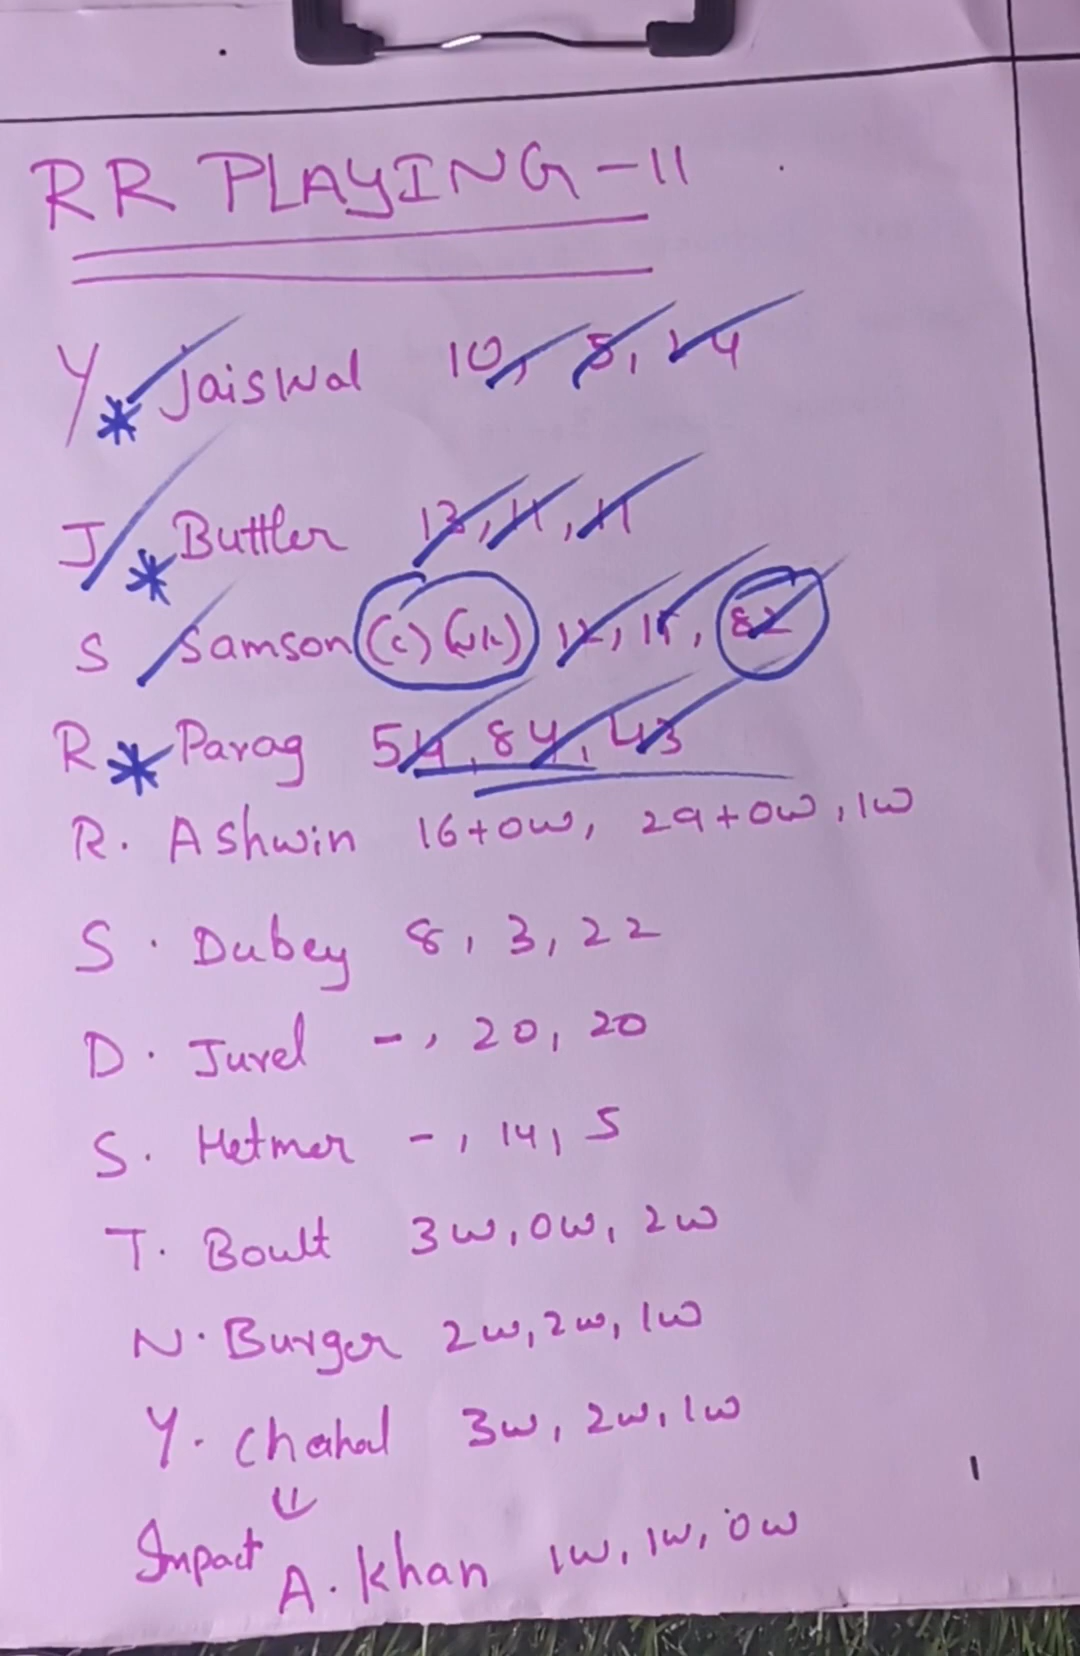 RR PLAYING-11
Y Jaiswal 10, 5, 24
J Buttler 13, 11, 11
S Samson (c) (wk) 12, 15, 82
R Parag 54, 84, 43
R. Ashwin 16+0w, 29+0w, 1w
S. Dubey 8, 3, 22
D. Jurel -, 20, 20
S. Hetmer -, 14, 5
T. Boult 3w, 0w, 2w
N. Burger 2w, 2w, 1w
Y. Chahal 3w, 2w, 1w
Impact A. Khan 1w, 1w, 0w